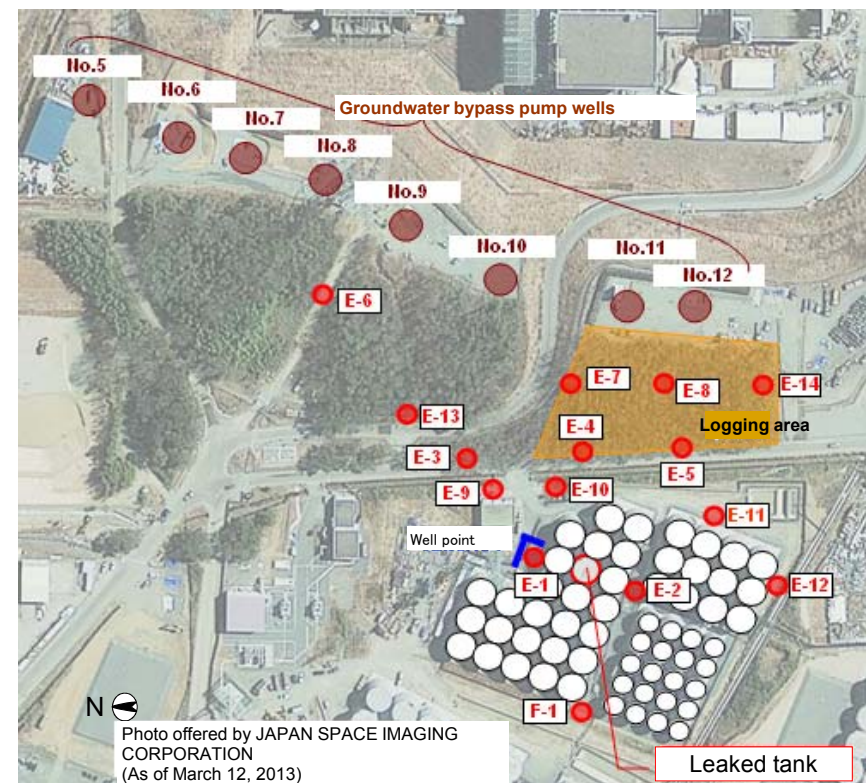 No.5
No.6
No.7
Groundwater bypass pump wells
No.8
No.9
No.10
No.11
No.12
E-6
E-7
E-8
E-14
E-13
Logging area
E-4
E-3
E-5
E-9
E-10
E-11
Well point
E-1
E-2
E-12
F-1
N
Photo offered by JAPAN SPACE IMAGING
CORPORATION
(As of March 12, 2013)
Leaked tank